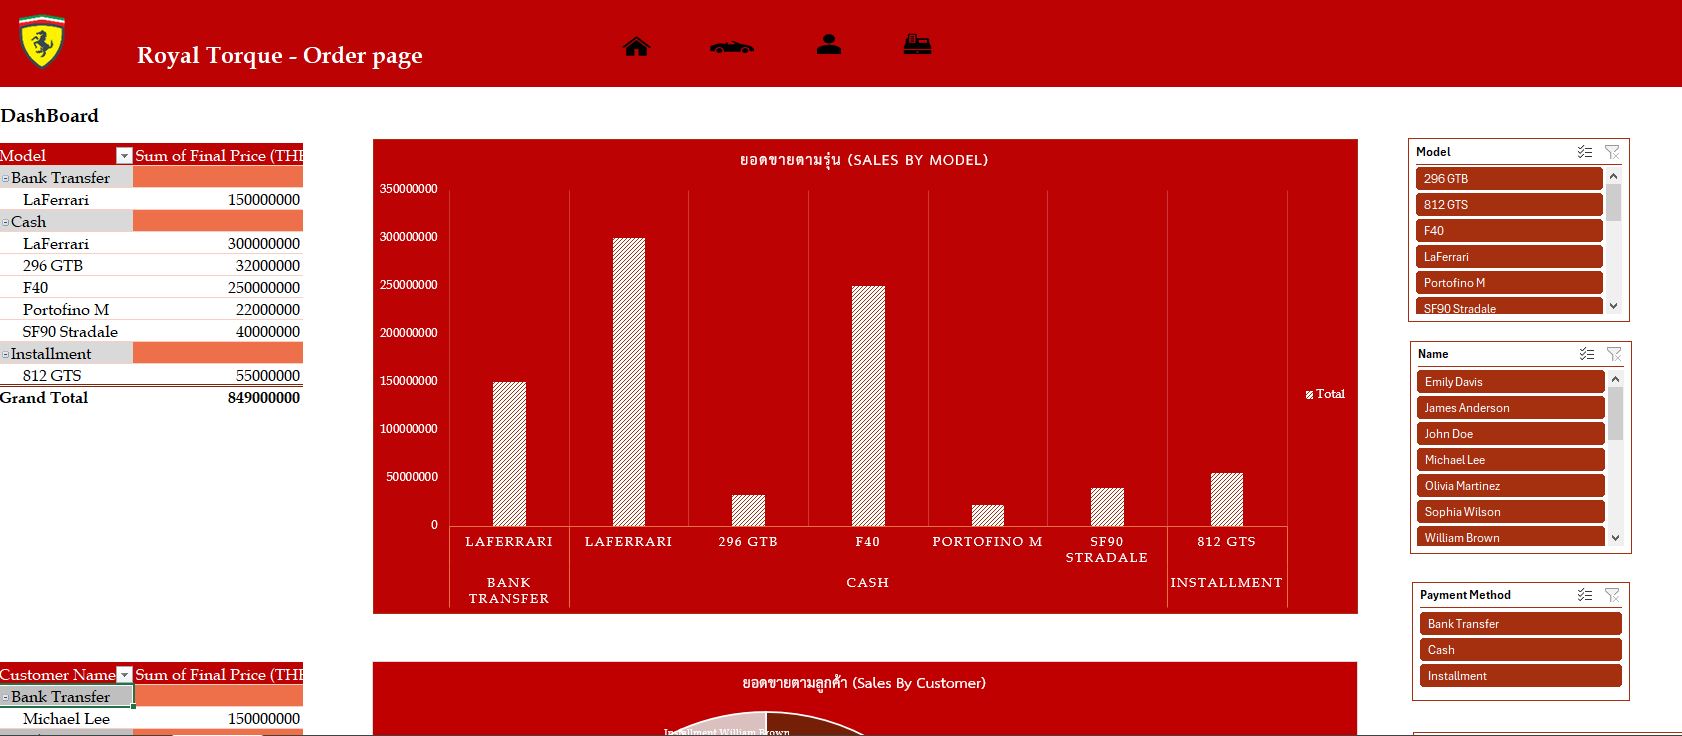 Royal Torque - Order page
DashBoard
Model Sum of Final Price (THE
Bank Transfer
LaFerrari 150000000
Cash
LaFerrari 300000000
296 GTB 32000000
F40 250000000
Portofino M 22000000
SF90 Stradale 40000000
Installment
812 GTS 55000000
Grand Total 849000000
ยอดขายตามรุ่น (SALES BY MODEL)
350000000
300000000
250000000
200000000
150000000
100000000
50000000
0
LAFERRARI LAFERRARI 296 GTB F40 PORTOFINO M SF90 STRADALE 812 GTS
BANK TRANSFER CASH INSTALLMENT
Total
Model
296 GTB
812 GTS
F40
LaFerrari
Portofino M
SF90 Stradale
Name
Emily Davis
James Anderson
John Doe
Michael Lee
Olivia Martinez
Sophia Wilson
William Brown
Payment Method
Bank Transfer
Cash
Installment
Customer Name Sum of Final Price (THE
Bank Transfer
Michael Lee 150000000
ยอดขายตามลูกค้า (Sales By Customer)
Installment William Brown